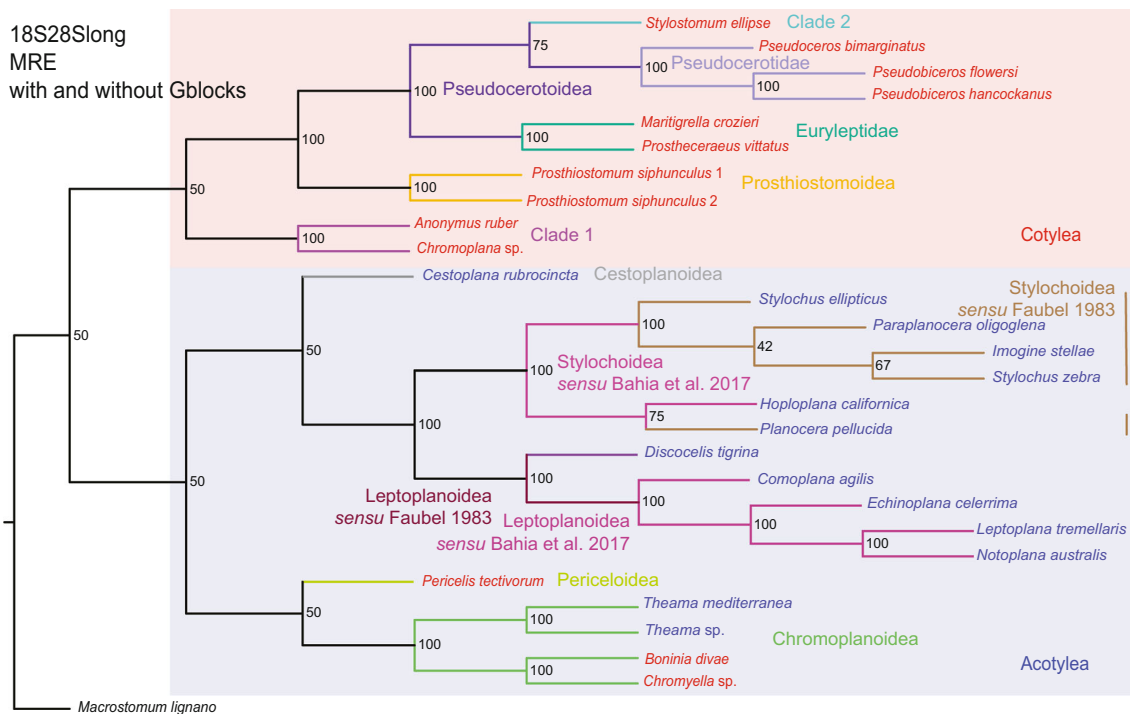 18S28Slong
MRE
with and without Gblocks
Stylostomum ellipse
Clade 2
75
Pseudoceros bimarginatus
100
Pseudocerotidae
Pseudobiceros flowersi
100
Pseudobiceros hancockanus
100
Pseudocerotoidea
Maritigrella crozieri
100
Euryleptidae
Prostheceraeus vittatus
100
Prosthiostomum siphunculus 1
100
Prosthiostomoidea
Prosthiostomum siphunculus 2
50
Anonymus ruber
100
Clade 1
Chromoplana sp.
Cotylea
Cestoplana rubrocincta
Cestoplanoidea
Stylochoidea
sensu Faubel 1983
Stylochus ellipticus
100
Paraplanocera oligoglena
42
Imogine stellae
67
Stylochus zebra
50
50
100
Stylochoidea
sensu Bahia et al. 2017
Hoploplana californica
75
Planocera pellucida
100
Discocelis tigrina
100
Comoplana agilis
100
Leptoplanoidea
sensu Faubel 1983
Leptoplanoidea
sensu Bahia et al. 2017
Echinoplana celerrima
100
Leptoplana tremellaris
100
Notoplana australis
50
Pericelis tectivorum
Periceloidea
50
Theama mediterranea
100
Theama sp.
100
Chromoplanoidea
Boninia divae
100
Chromyella sp.
Acotylea
Macrostomum lignano